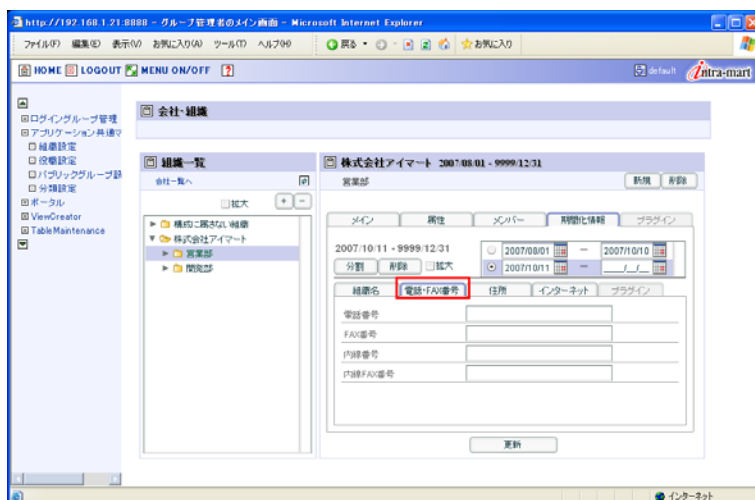 http://192.168.1.21:8888 - グループ管理者のメイン画面 - Microsoft Internet Explorer
ファイル(F) 編集(E) 表示(V) お気に入り(A) ツール(T) ヘルプ(H) 戻る お気に入り
HOME LOGOUT MENU ON/OFF ? default intra-mart
ログイングループ管理
アプリケーション共通マ
組織設定
役職設定
パブリックグループ設
分類設定
ポータル
ViewCreator
TableMaintenance
会社・組織
組織一覧
会社一覧へ
拡大 + -
構成に属さない組織
株式会社アイマート
営業部
開発部
株式会社アイマート 2007/08/01 - 9999/12/31
営業部 新規 削除
メイン 属性 メンバー 期間化情報 プラグイン
2007/10/11 - 9999/12/31
分割 削除 拡大
2007/08/01 - 2007/10/10
2007/10/11 - ____/_/__
組織名 電話・FAX番号 住所 インターネット プラグイン
電話番号
FAX番号
内線番号
内線FAX番号
更新
インターネット